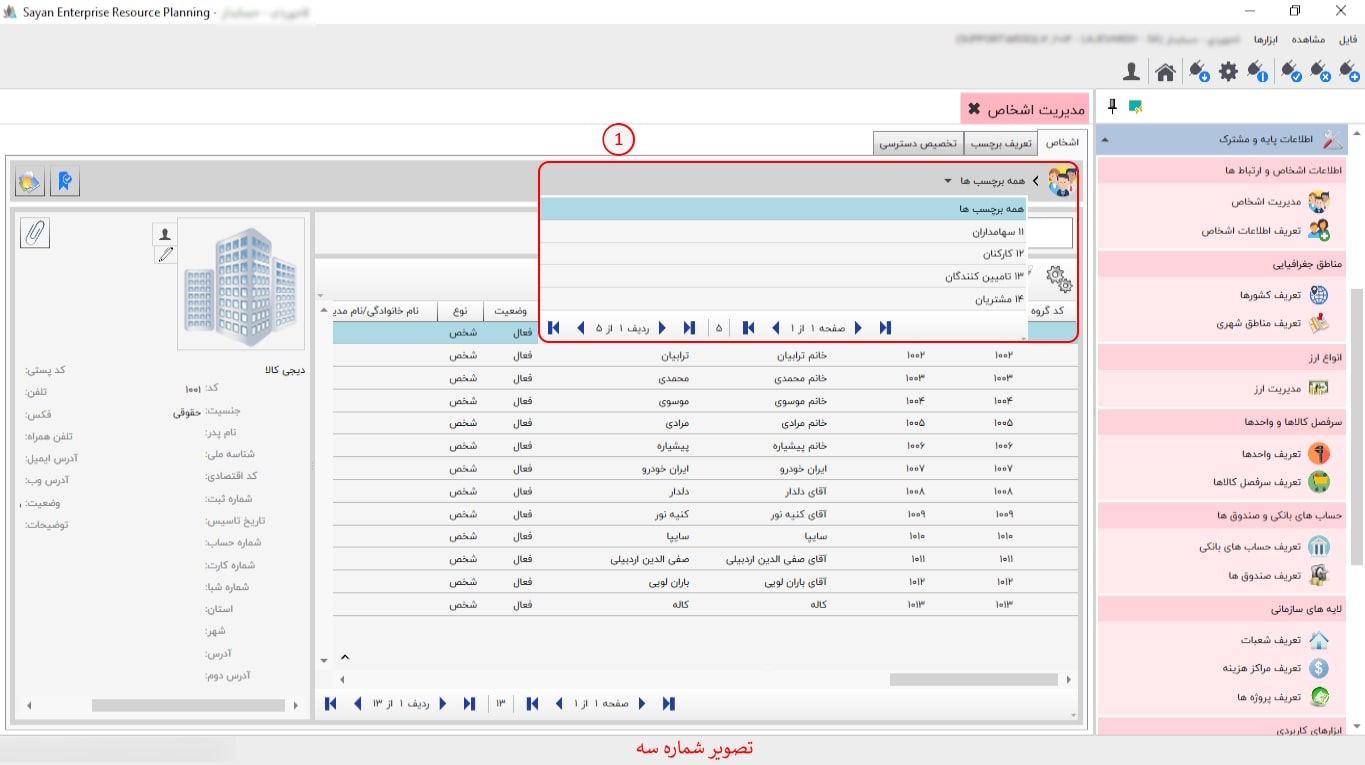 Sayan Enterprise Resource Planning -
فایل مشاهده ابزارها
مدیریت اشخاص ✖
اشخاص تعریف برچسب تخصیص دسترسی
1
همه برچسب ها
همه برچسب ها
۱۱ سهامداران
۱۲ کارکنان
۱۳ تامیین کنندگان
۱۴ مشتریان
ردیف ۱ از ۵ ۵ صفحه ۱ از ۱
کد گروه وضعیت نوع نام خانوادگی/نام مدیـ
فعال شخص
۱۰۰۲ ۱۰۰۲ خانم ترابیان ترابیان فعال شخص
۱۰۰۳ ۱۰۰۳ خانم محمدی محمدی فعال شخص
۱۰۰۴ ۱۰۰۴ خانم موسوی موسوی فعال شخص
۱۰۰۵ ۱۰۰۵ خانم مرادی مرادی فعال شخص
۱۰۰۶ ۱۰۰۶ خانم پیشیاره پیشیاره فعال شخص
۱۰۰۷ ۱۰۰۷ ایران خودرو ایران خودرو فعال شخص
۱۰۰۸ ۱۰۰۸ آقای دلدار دلدار فعال شخص
۱۰۰۹ ۱۰۰۹ آقای کنیه نور کنیه نور فعال شخص
۱۰۱۰ ۱۰۱۰ سایپا سایپا فعال شخص
۱۰۱۱ ۱۰۱۱ آقای صفی الدین اردبیلی صفی الدین اردبیلی فعال شخص
۱۰۱۲ ۱۰۱۲ آقای باران لویی باران لویی فعال شخص
۱۰۱۳ ۱۰۱۳ کاله کاله فعال شخص
ردیف ۱ از ۱۳ ۱۳ صفحه ۱ از ۱
دیجی کالا
کد: ۱۰۰۱
جنسیت: حقوقی
نام پدر:
شناسه ملی:
کد اقتصادی:
شماره ثبت:
تاریخ تاسیس:
شماره حساب:
شماره کارت:
شماره شبا:
استان:
شهر:
آدرس:
آدرس دوم:
کد پستی:
تلفن:
فکس:
تلفن همراه:
آدرس ایمیل:
آدرس وب:
وضعیت:
توضیحات:
اطلاعات پایه و مشترک
اطلاعات اشخاص و ارتباط ها
مدیریت اشخاص
تعریف اطلاعات اشخاص
مناطق جغرافیایی
تعریف کشورها
تعریف مناطق شهری
انواع ارز
مدیریت ارز
سرفصل کالاها و واحدها
تعریف واحدها
تعریف سرفصل کالاها
حساب های بانکی و صندوق ها
تعریف حساب های بانکی
تعریف صندوق ها
لایه های سازمانی
تعریف شعبات
تعریف مراکز هزینه
تعریف پروژه ها
ابزارهای کاربردی
تصویر شماره سه